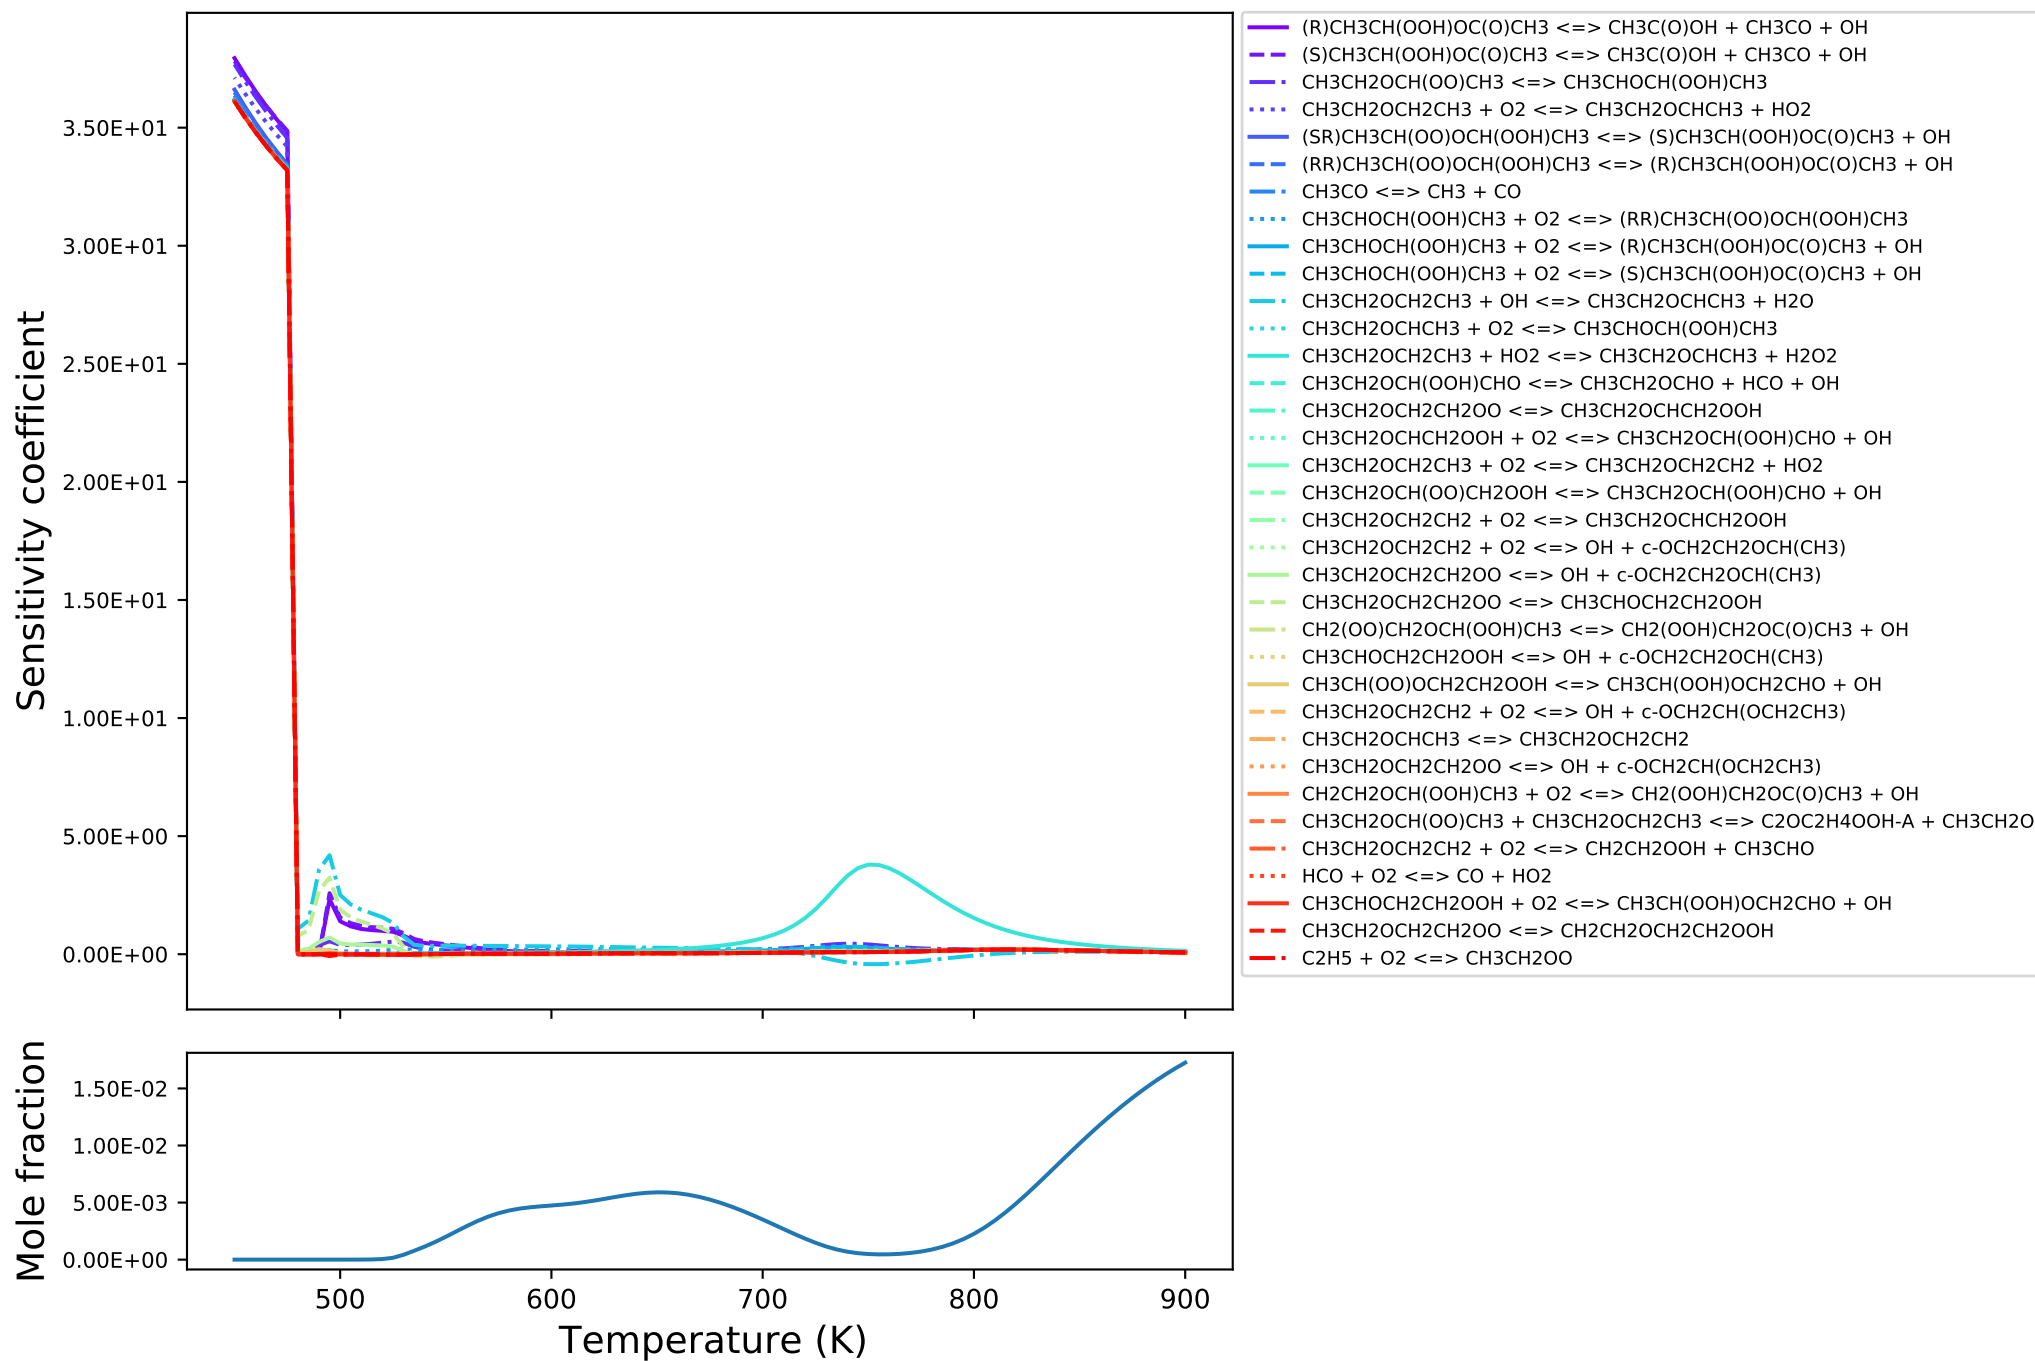 Sensitivity coefficient
3.50E+01
3.00E+01
2.50E+01
2.00E+01
1.50E+01
1.00E+01
5.00E+00
0.00E+00
(R)CH3CH(OOH)OC(O)CH3 <=> CH3C(O)OH + CH3CO + OH
(S)CH3CH(OOH)OC(O)CH3 <=> CH3C(O)OH + CH3CO + OH
CH3CH2OCH(OO)CH3 <=> CH3CHOCH(OOH)CH3
CH3CH2OCH2CH3 + O2 <=> CH3CH2OCHCH3 + HO2
(SR)CH3CH(OO)OCH(OOH)CH3 <=> (S)CH3CH(OOH)OC(O)CH3 + OH
(RR)CH3CH(OO)OCH(OOH)CH3 <=> (R)CH3CH(OOH)OC(O)CH3 + OH
CH3CO <=> CH3 + CO
CH3CHOCH(OOH)CH3 + O2 <=> (RR)CH3CH(OO)OCH(OOH)CH3
CH3CHOCH(OOH)CH3 + O2 <=> (R)CH3CH(OOH)OC(O)CH3 + OH
CH3CHOCH(OOH)CH3 + O2 <=> (S)CH3CH(OOH)OC(O)CH3 + OH
CH3CH2OCH2CH3 + OH <=> CH3CH2OCHCH3 + H2O
CH3CH2OCHCH3 + O2 <=> CH3CHOCH(OOH)CH3
CH3CH2OCH2CH3 + HO2 <=> CH3CH2OCHCH3 + H2O2
CH3CH2OCH(OOH)CHO <=> CH3CH2OCHO + HCO + OH
CH3CH2OCH2CH2OO <=> CH3CH2OCHCH2OOH
CH3CH2OCHCH2OOH + O2 <=> CH3CH2OCH(OOH)CHO + OH
CH3CH2OCH2CH3 + O2 <=> CH3CH2OCH2CH2 + HO2
CH3CH2OCH(OO)CH2OOH <=> CH3CH2OCH(OOH)CHO + OH
CH3CH2OCH2CH2 + O2 <=> CH3CH2OCHCH2OOH
CH3CH2OCH2CH2 + O2 <=> OH + c-OCH2CH2OCH(CH3)
CH3CH2OCH2CH2OO <=> OH + c-OCH2CH2OCH(CH3)
CH3CH2OCH2CH2OO <=> CH3CHOCH2CH2OOH
CH2(OO)CH2OCH(OOH)CH3 <=> CH2(OOH)CH2OC(O)CH3 + OH
CH3CHOCH2CH2OOH <=> OH + c-OCH2CH2OCH(CH3)
CH3CH(OO)OCH2CH2OOH <=> CH3CH(OOH)OCH2CHO + OH
CH3CH2OCH2CH2 + O2 <=> OH + c-OCH2CH(OCH2CH3)
CH3CH2OCHCH3 <=> CH3CH2OCH2CH2
CH3CH2OCH2CH2OO <=> OH + c-OCH2CH(OCH2CH3)
CH2CH2OCH(OOH)CH3 + O2 <=> CH2(OOH)CH2OC(O)CH3 + OH
CH3CH2OCH(OO)CH3 + CH3CH2OCH2CH3 <=> C2OC2H4OOH-A + CH3CH2O
CH3CH2OCH2CH2 + O2 <=> CH2CH2OOH + CH3CHO
HCO + O2 <=> CO + HO2
CH3CHOCH2CH2OOH + O2 <=> CH3CH(OOH)OCH2CHO + OH
CH3CH2OCH2CH2OO <=> CH2CH2OCH2CH2OOH
C2H5 + O2 <=> CH3CH2OO
Mole fraction
1.50E-02
1.00E-02
5.00E-03
0.00E+00
500 600 700 800 900
Temperature (K)